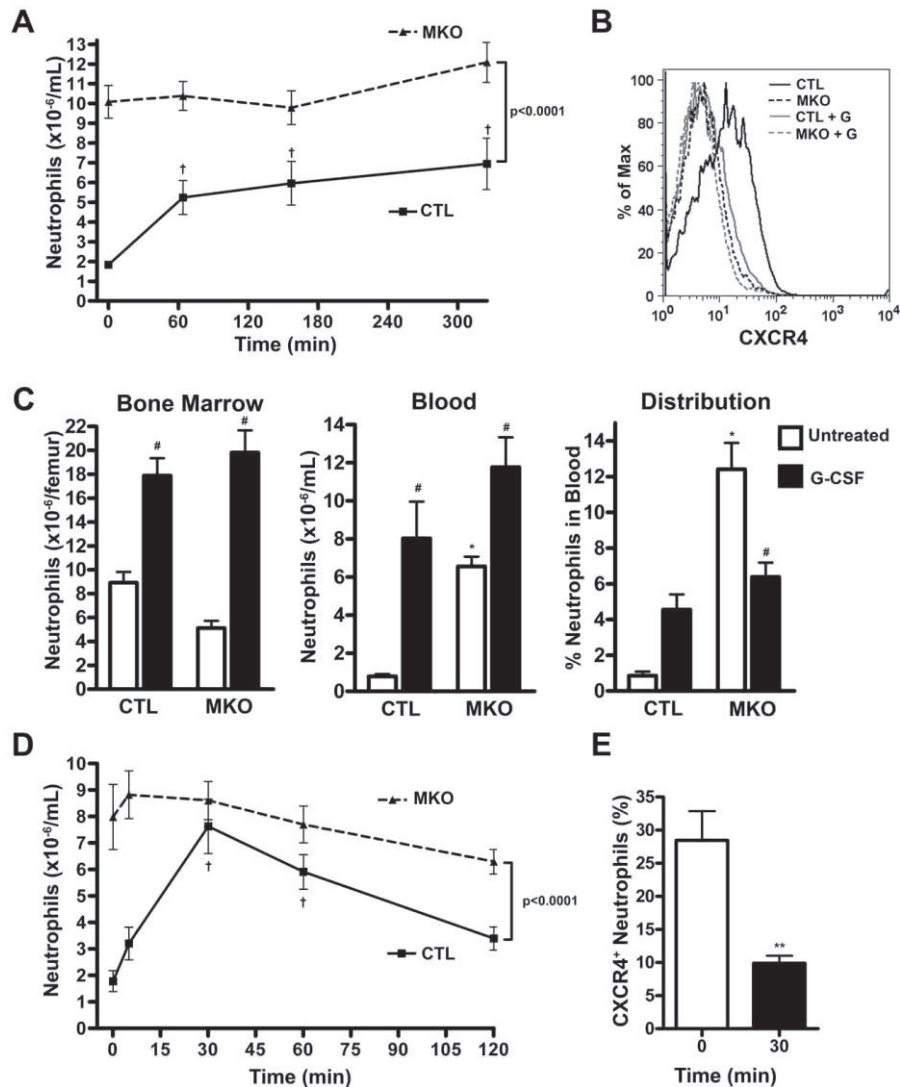 A
Neutrophils (x10⁻⁶/mL)
13
12
11
10
9
8
7
6
5
4
3
2
1
0
0 60 120 180 240 300
Time (min)
MKO
CTL
p<0.0001
† † †
B
% of Max
100
80
60
40
20
0
10⁰ 10¹ 10² 10³ 10⁴
CXCR4
CTL
MKO
CTL + G
MKO + G
C
Bone Marrow
Neutrophils (x10⁻⁶/femur)
22
20
18
16
14
12
10
8
6
4
2
0
# #
CTL MKO
Blood
Neutrophils (x10⁻⁶/mL)
14
12
10
8
6
4
2
0
# * #
CTL MKO
Distribution
% Neutrophils in Blood
14
12
10
8
6
4
2
0
* #
CTL MKO
Untreated
G-CSF
D
Neutrophils (x10⁻⁶/mL)
10
9
8
7
6
5
4
3
2
1
0
0 15 30 45 60 75 90 105 120
Time (min)
MKO
CTL
p<0.0001
† †
E
CXCR4⁺ Neutrophils (%)
35
30
25
20
15
10
5
0
**
0 30
Time (min)